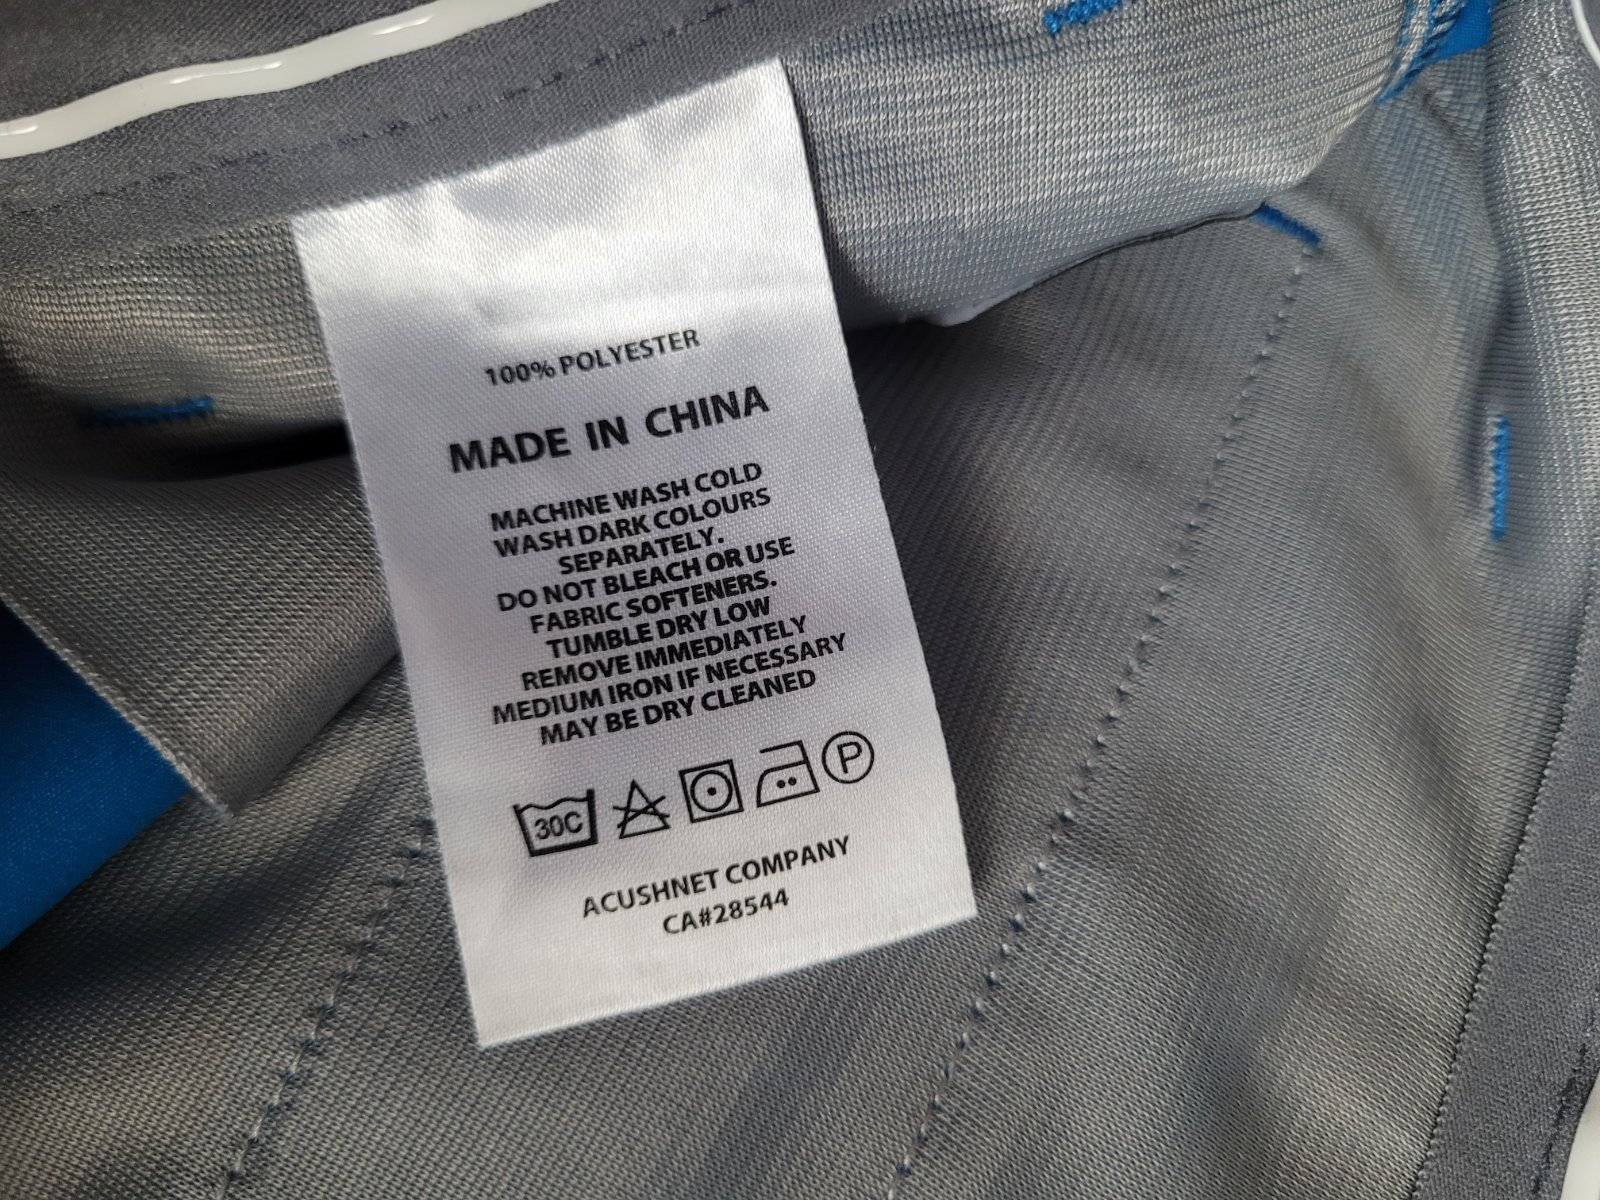 100% POLYESTER
MADE IN CHINA
MACHINE WASH COLD
WASH DARK COLOURS
SEPARATELY.
DO NOT BLEACH OR USE
FABRIC SOFTENERS.
TUMBLE DRY LOW
REMOVE IMMEDIATELY
MEDIUM IRON IF NECESSARY
MAY BE DRY CLEANED
30C P
ACUSHNET COMPANY
CA#28544